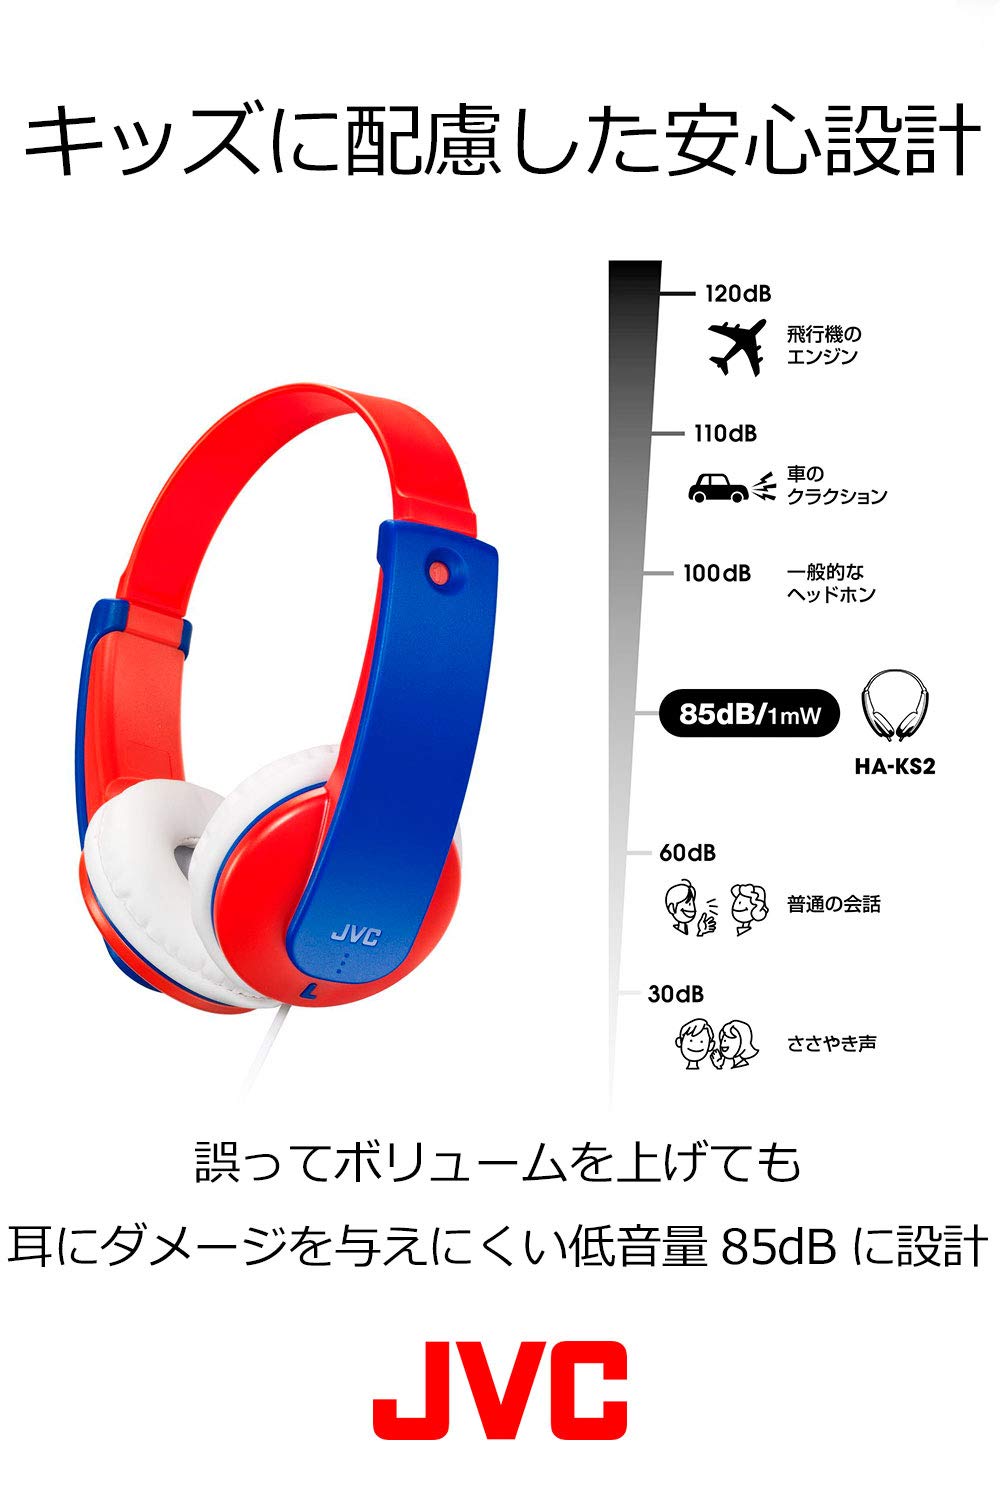 キッズに配慮した安心設計
120dB
飛行機の
エンジン
110dB
車の
クラクション
100dB
一般的な
ヘッドホン
85dB/1mW
HA-KS2
60dB
普通の会話
30dB
ささやき声
JVC
L
誤ってボリュームを上げても
耳にダメージを与えにくい低音量 85dB に設計
JVC